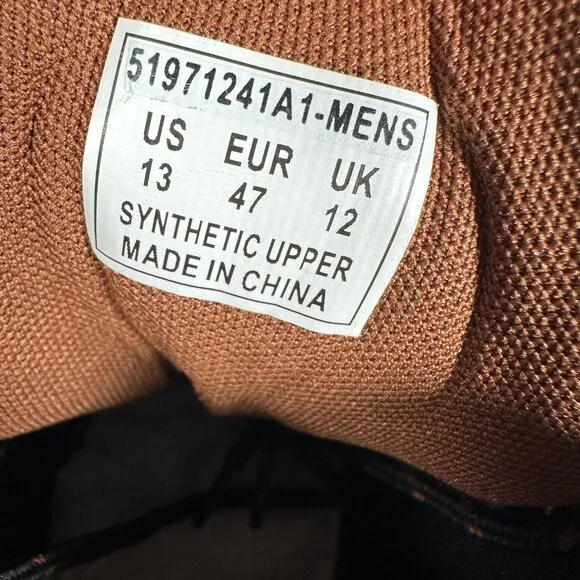 51971241A1-MENS
US EUR UK
13 47 12
SYNTHETIC UPPER
MADE IN CHINA